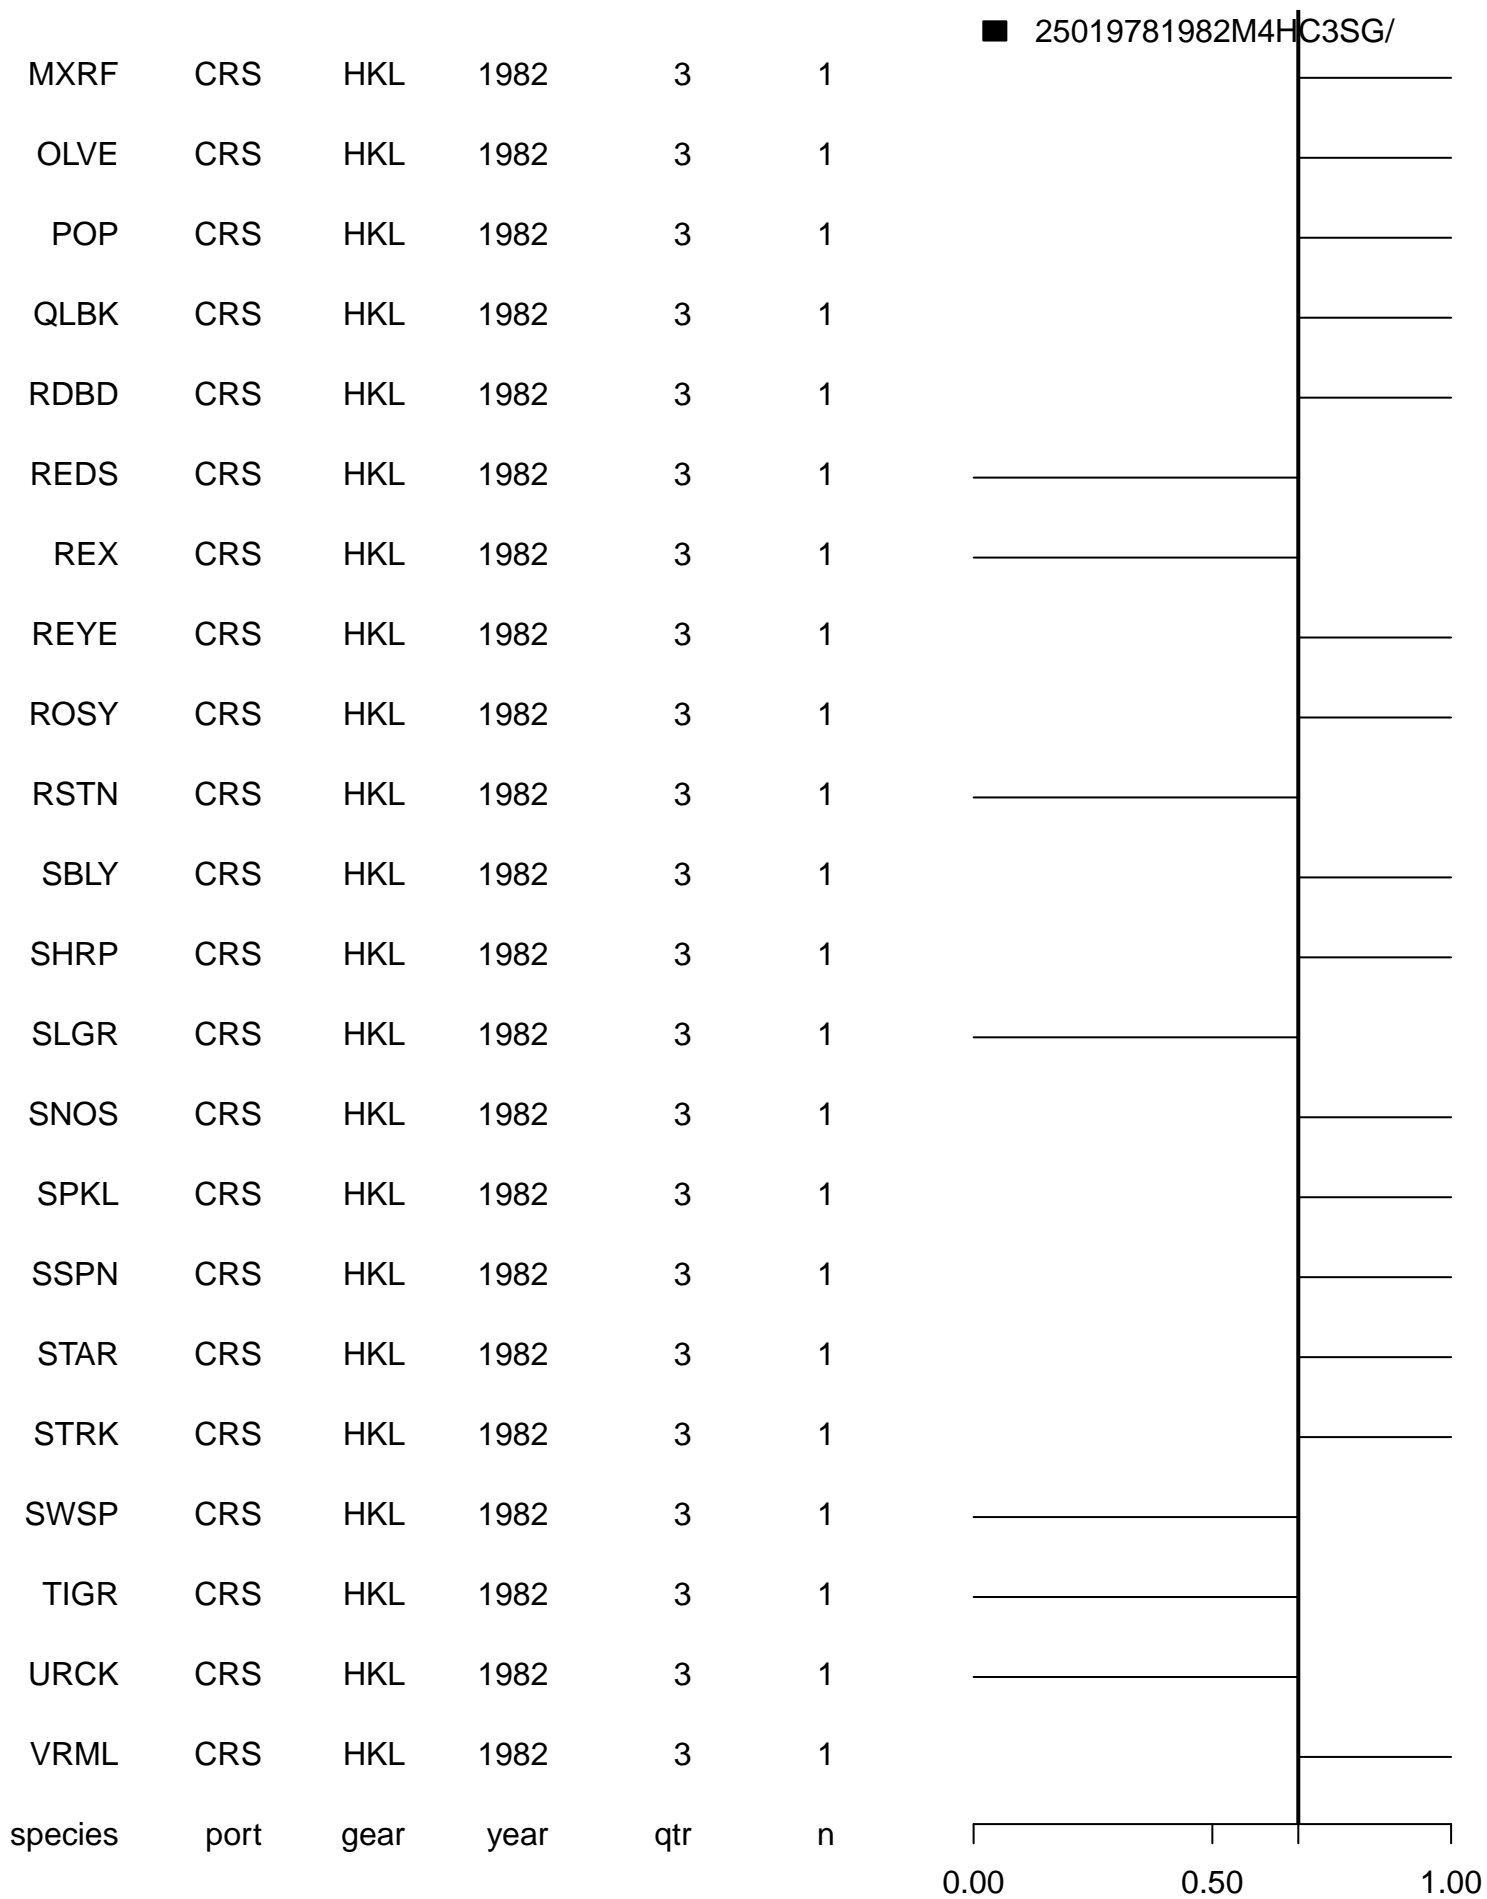 25019781982M4HC3SG/
MXRF CRS HKL 1982 3 1
OLVE CRS HKL 1982 3 1
POP CRS HKL 1982 3 1
QLBK CRS HKL 1982 3 1
RDBD CRS HKL 1982 3 1
REDS CRS HKL 1982 3 1
REX CRS HKL 1982 3 1
REYE CRS HKL 1982 3 1
ROSY CRS HKL 1982 3 1
RSTN CRS HKL 1982 3 1
SBLY CRS HKL 1982 3 1
SHRP CRS HKL 1982 3 1
SLGR CRS HKL 1982 3 1
SNOS CRS HKL 1982 3 1
SPKL CRS HKL 1982 3 1
SSPN CRS HKL 1982 3 1
STAR CRS HKL 1982 3 1
STRK CRS HKL 1982 3 1
SWSP CRS HKL 1982 3 1
TIGR CRS HKL 1982 3 1
URCK CRS HKL 1982 3 1
VRML CRS HKL 1982 3 1
species port gear year qtr n
0.00 0.50 1.00